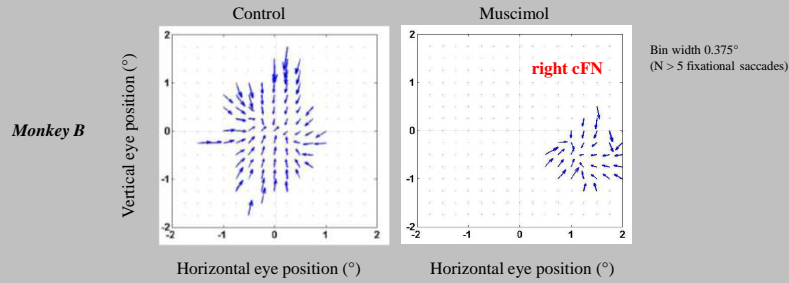 Control
Muscimol
Bin width 0.375°
(N > 5 fixational saccades)
right cFN
Monkey B
Vertical eye position (°)
2
1
0
-1
-2
-2
-1
0
1
2
2
1
0
-1
-2
-2
-1
0
1
2
Horizontal eye position (°)
Horizontal eye position (°)